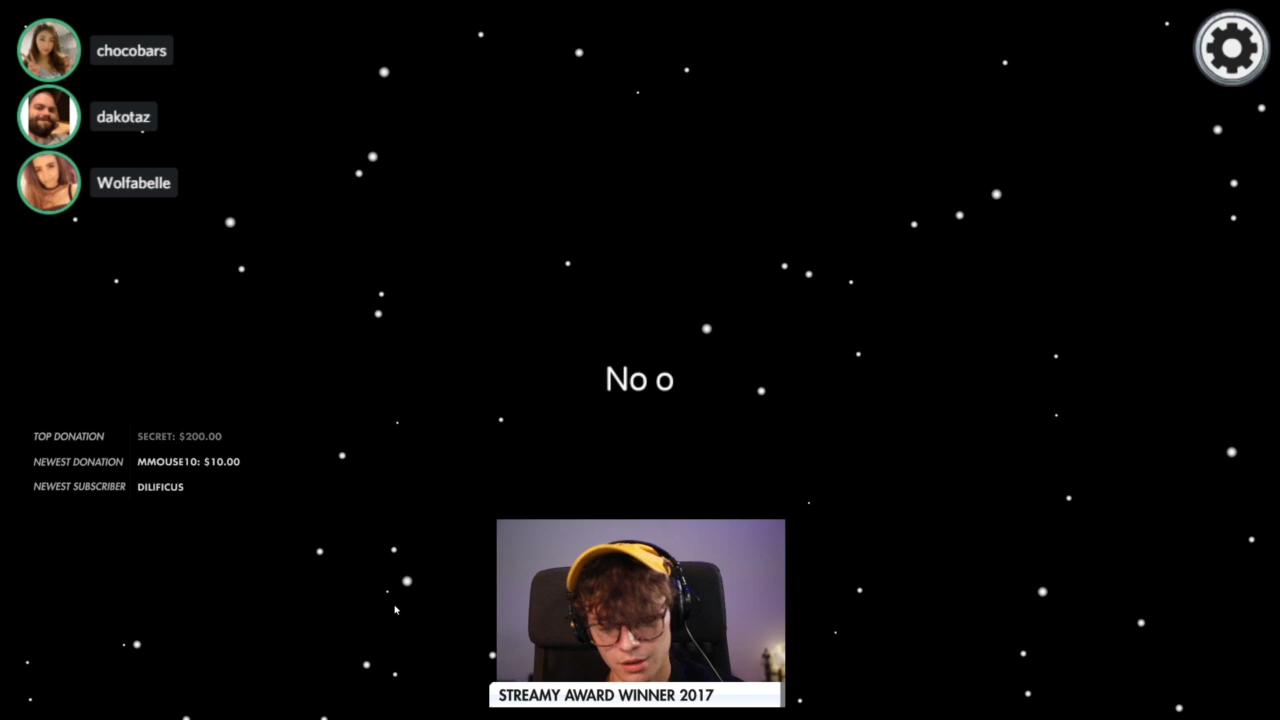 chocobars
dakotaz
Wolfabelle
No o
TOP DONATION SECRET: $200.00
NEWEST DONATION MMOUSE10: $10.00
NEWEST SUBSCRIBER DILIFICUS
STREAMY AWARD WINNER 2017